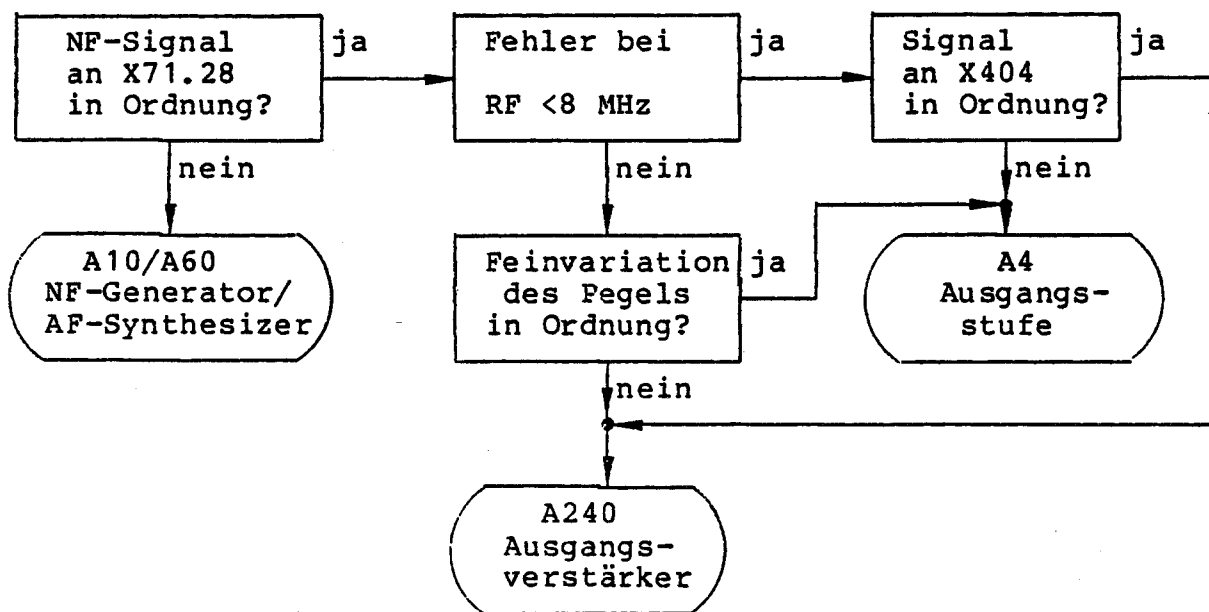 NF-Signal
an X71.28
in Ordnung?
ja
Fehler bei
RF <8 MHz
ja
Signal
an X404
in Ordnung?
ja
nein
nein
nein
A10/A60
NF-Generator/
AF-Synthesizer
Feinvariation
des Pegels
in Ordnung?
ja
A4
Ausgangs-
stufe
nein
A240
Ausgangs-
verstärker